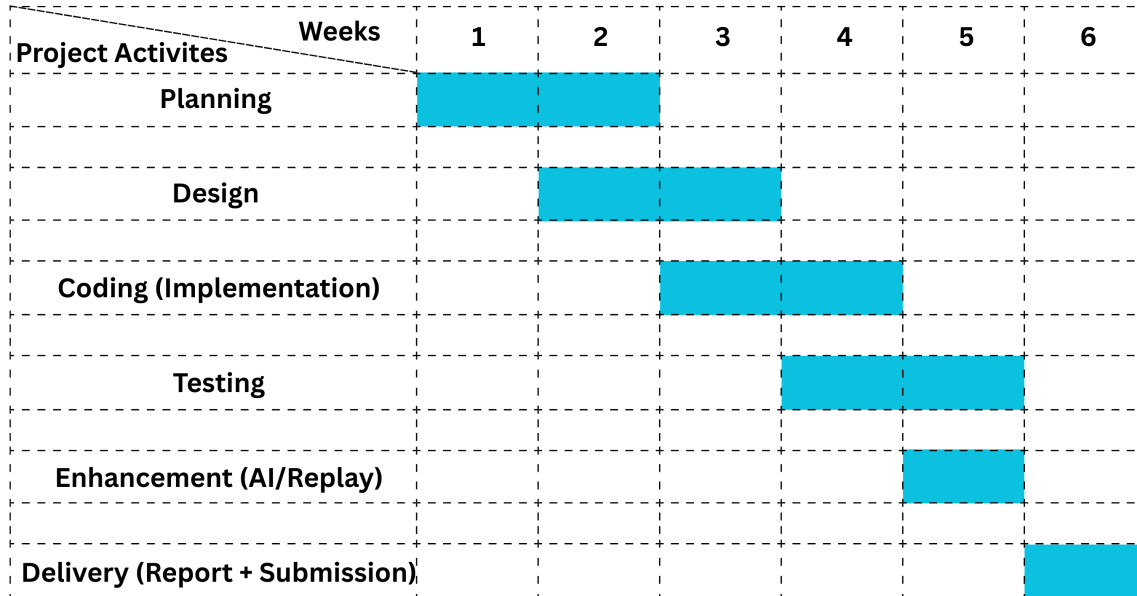 Weeks 1 2 3 4 5 6
Project Activites
Planning
Design
Coding (Implementation)
Testing
Enhancement (AI/Replay)
Delivery (Report + Submission)